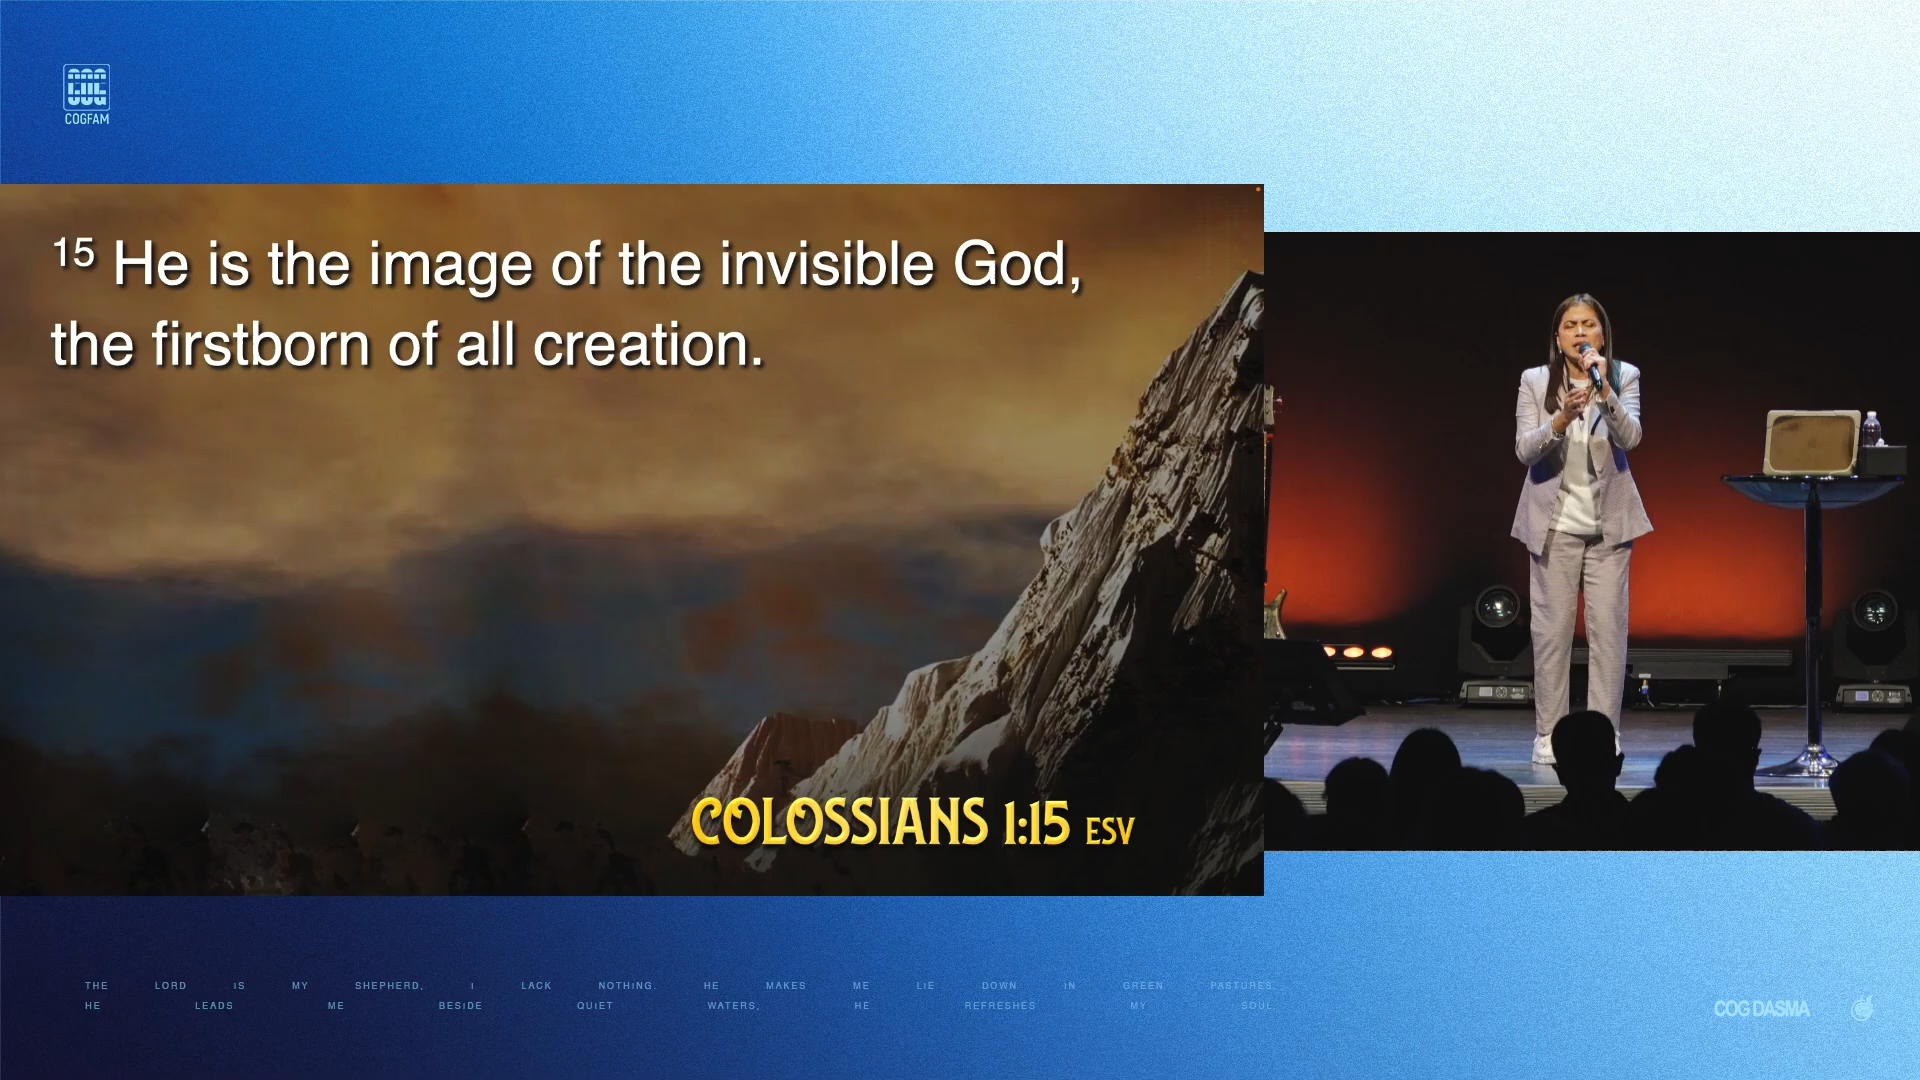 COG
COGFAM
15 He is the image of the invisible God,
the firstborn of all creation.
COLOSSIANS 1:15 ESV
THE LORD IS MY SHEPHERD, I LACK NOTHING. HE MAKES ME LIE DOWN IN GREEN PASTURES,
HE LEADS ME BESIDE QUIET WATERS, HE REFRESHES MY SOUL
COG DASMA